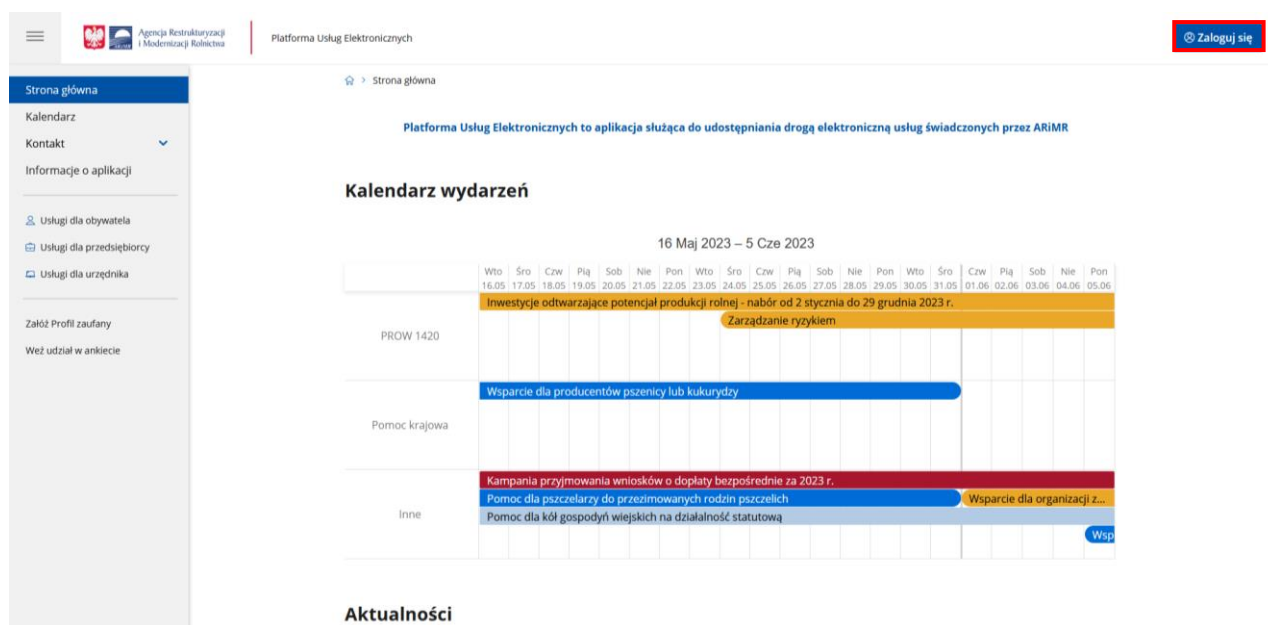 Agencja Restrukturyzacji
i Modernizacji Rolnictwa
Platforma Usług Elektronicznych
Zaloguj się
Strona główna
Kalendarz
Kontakt
Informacje o aplikacji
Usługi dla obywatela
Usługi dla przedsiębiorcy
Usługi dla urzędnika
Załóż Profil zaufany
Weź udział w ankiecie
> Strona główna
Platforma Usług Elektronicznych to aplikacja służąca do udostępniania drogą elektroniczną usług świadczonych przez ARiMR
Kalendarz wydarzeń
16 Maj 2023 – 5 Cze 2023
Wto Śro Czw Pią Sob Nie Pon Wto Śro Czw Pią Sob Nie Pon Wto Śro Czw Pią Sob Nie Pon
16.05 17.05 18.05 19.05 20.05 21.05 22.05 23.05 24.05 25.05 26.05 27.05 28.05 29.05 30.05 31.05 01.06 02.06 03.06 04.06 05.06
PROW 1420
Inwestycje odtwarzające potencjał produkcji rolnej - nabór od 2 stycznia do 29 grudnia 2023 r.
Zarządzanie ryzykiem
Pomoc krajowa
Wsparcie dla producentów pszenicy lub kukurydzy
Inne
Kampania przyjmowania wniosków o dopłaty bezpośrednie za 2023 r.
Pomoc dla pszczelarzy do przezimowanych rodzin pszczelich
Wsparcie dla organizacji z...
Pomoc dla kół gospodyń wiejskich na działalność statutową
Wsp
Aktualności